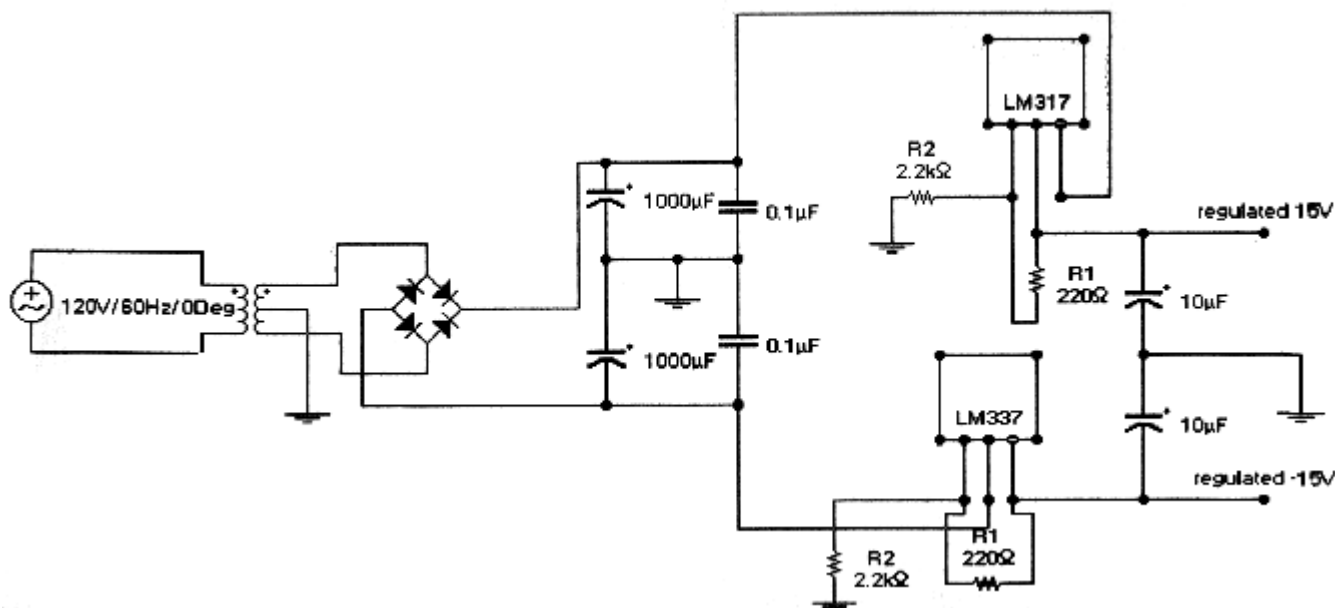 LM317
R2
2.2kΩ
1000µF
0.1µF
regulated 15V
120V/60Hz/0Deg
R1
220Ω
10µF
1000µF
0.1µF
LM337
10µF
regulated -15V
R1
220Ω
R2
2.2kΩ